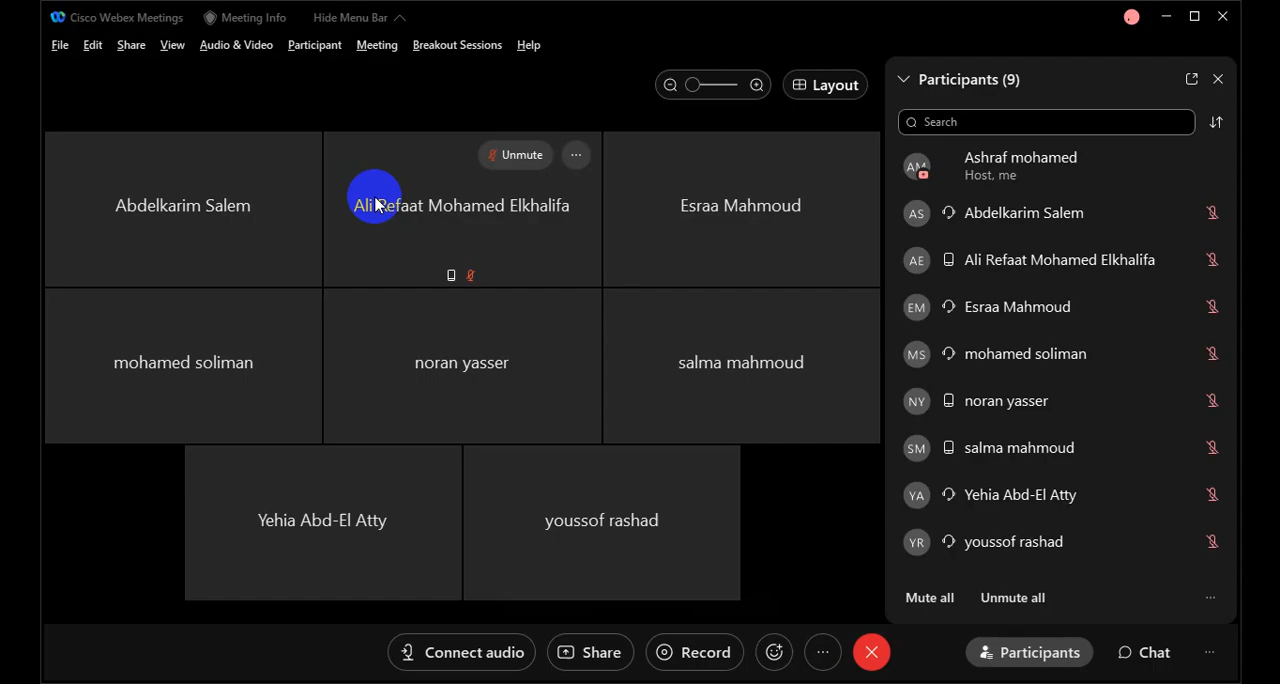 Cisco Webex Meetings
Meeting Info
Hide Menu Bar
File Edit Share View Audio & Video Participant Meeting Breakout Sessions Help
Layout
Participants (9)
Search
Unmute
Abdelkarim Salem
Ali Refaat Mohamed Elkhalifa
Esraa Mahmoud
mohamed soliman
noran yasser
salma mahmoud
Yehia Abd-El Atty
youssof rashad
AM Ashraf mohamed
Host, me
AS Abdelkarim Salem
AE Ali Refaat Mohamed Elkhalifa
EM Esraa Mahmoud
MS mohamed soliman
NY noran yasser
SM salma mahmoud
YA Yehia Abd-El Atty
YR youssof rashad
Mute all Unmute all
Connect audio
Share
Record
Participants
Chat